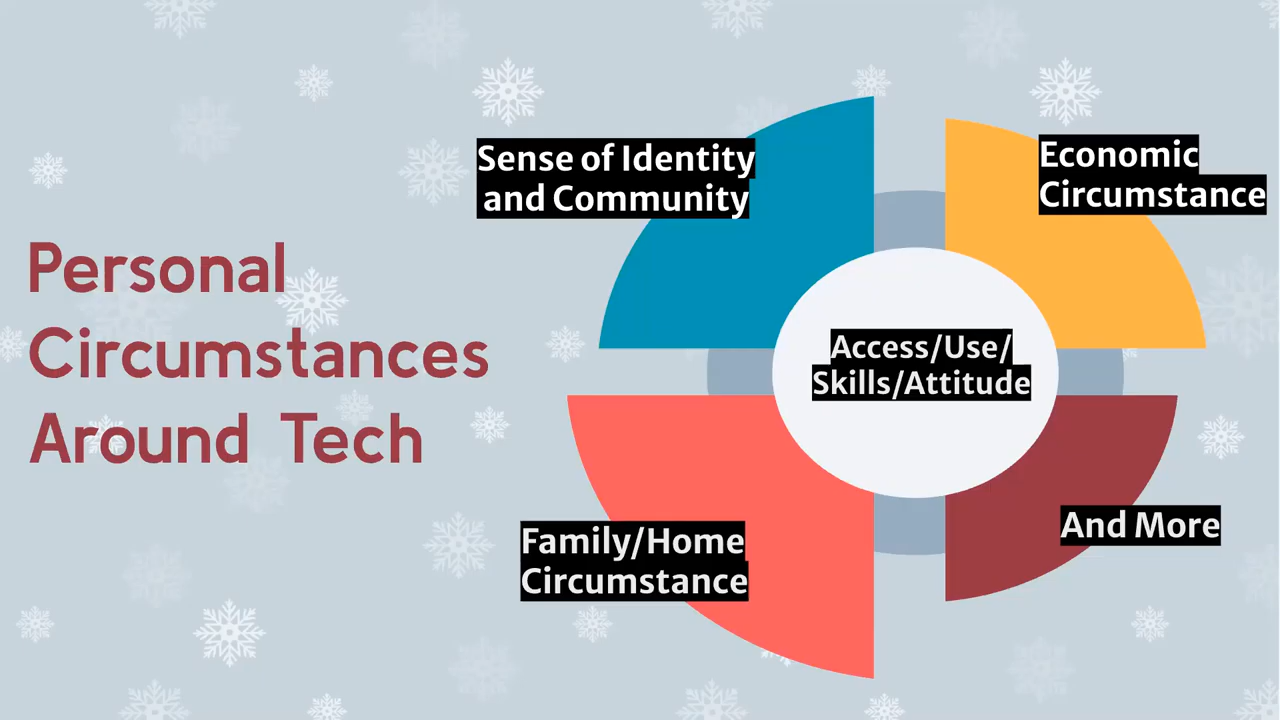 Personal
Circumstances
Around Tech
Sense of Identity
and Community
Economic
Circumstance
Access/Use/
Skills/Attitude
Family/Home
Circumstance
And More